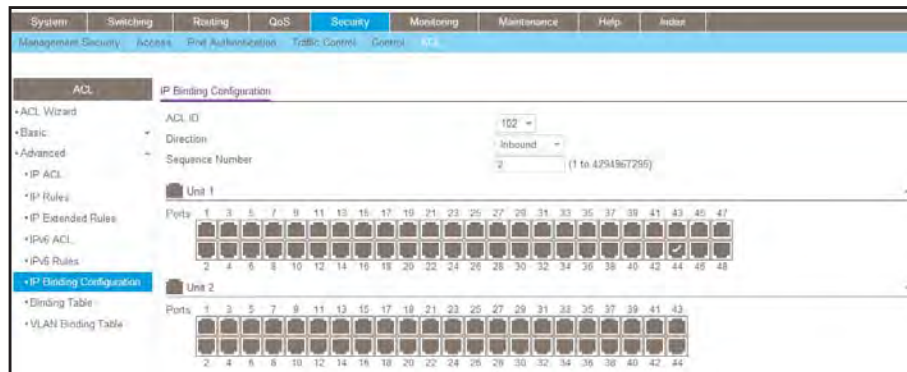 System Switching Routing QoS Security Monitoring Maintenance Help Index
Management Security Access Port Authentication Traffic Control Control ACL
ACL
IP Binding Configuration
•ACL Wizard
•Basic
•Advanced
•IP ACL
•IP Rules
•IP Extended Rules
•IPv6 ACL
•IPv6 Rules
•IP Binding Configuration
•Binding Table
•VLAN Binding Table
ACL ID 102
Direction Inbound
Sequence Number 2 (1 to 4294967295)
Unit 1
Ports 1 3 5 7 9 11 13 15 17 19 21 23 25 27 29 31 33 35 37 39 41 43 45 47
2 4 6 8 10 12 14 16 18 20 22 24 26 28 30 32 34 36 38 40 42 44 46 48
Unit 2
Ports 1 3 5 7 9 11 13 15 17 19 21 23 25 27 29 31 33 35 37 39 41 43
2 4 6 8 10 12 14 16 18 20 22 24 26 28 30 32 34 36 38 40 42 44